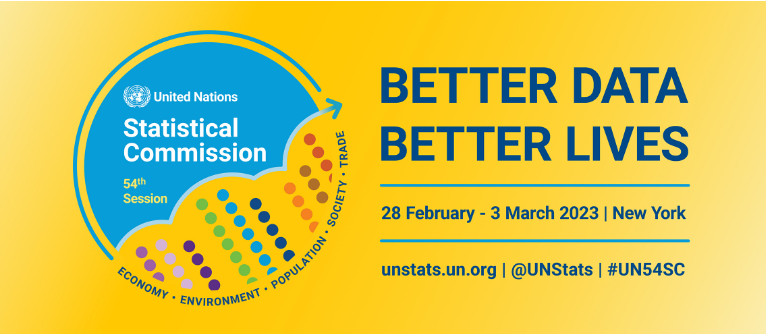 United Nations
Statistical
Commission
54th
Session
ECONOMY • ENVIRONMENT • POPULATION • SOCIETY • TRADE
BETTER DATA
BETTER LIVES
28 February - 3 March 2023 | New York
unstats.un.org | @UNStats | #UN54SC